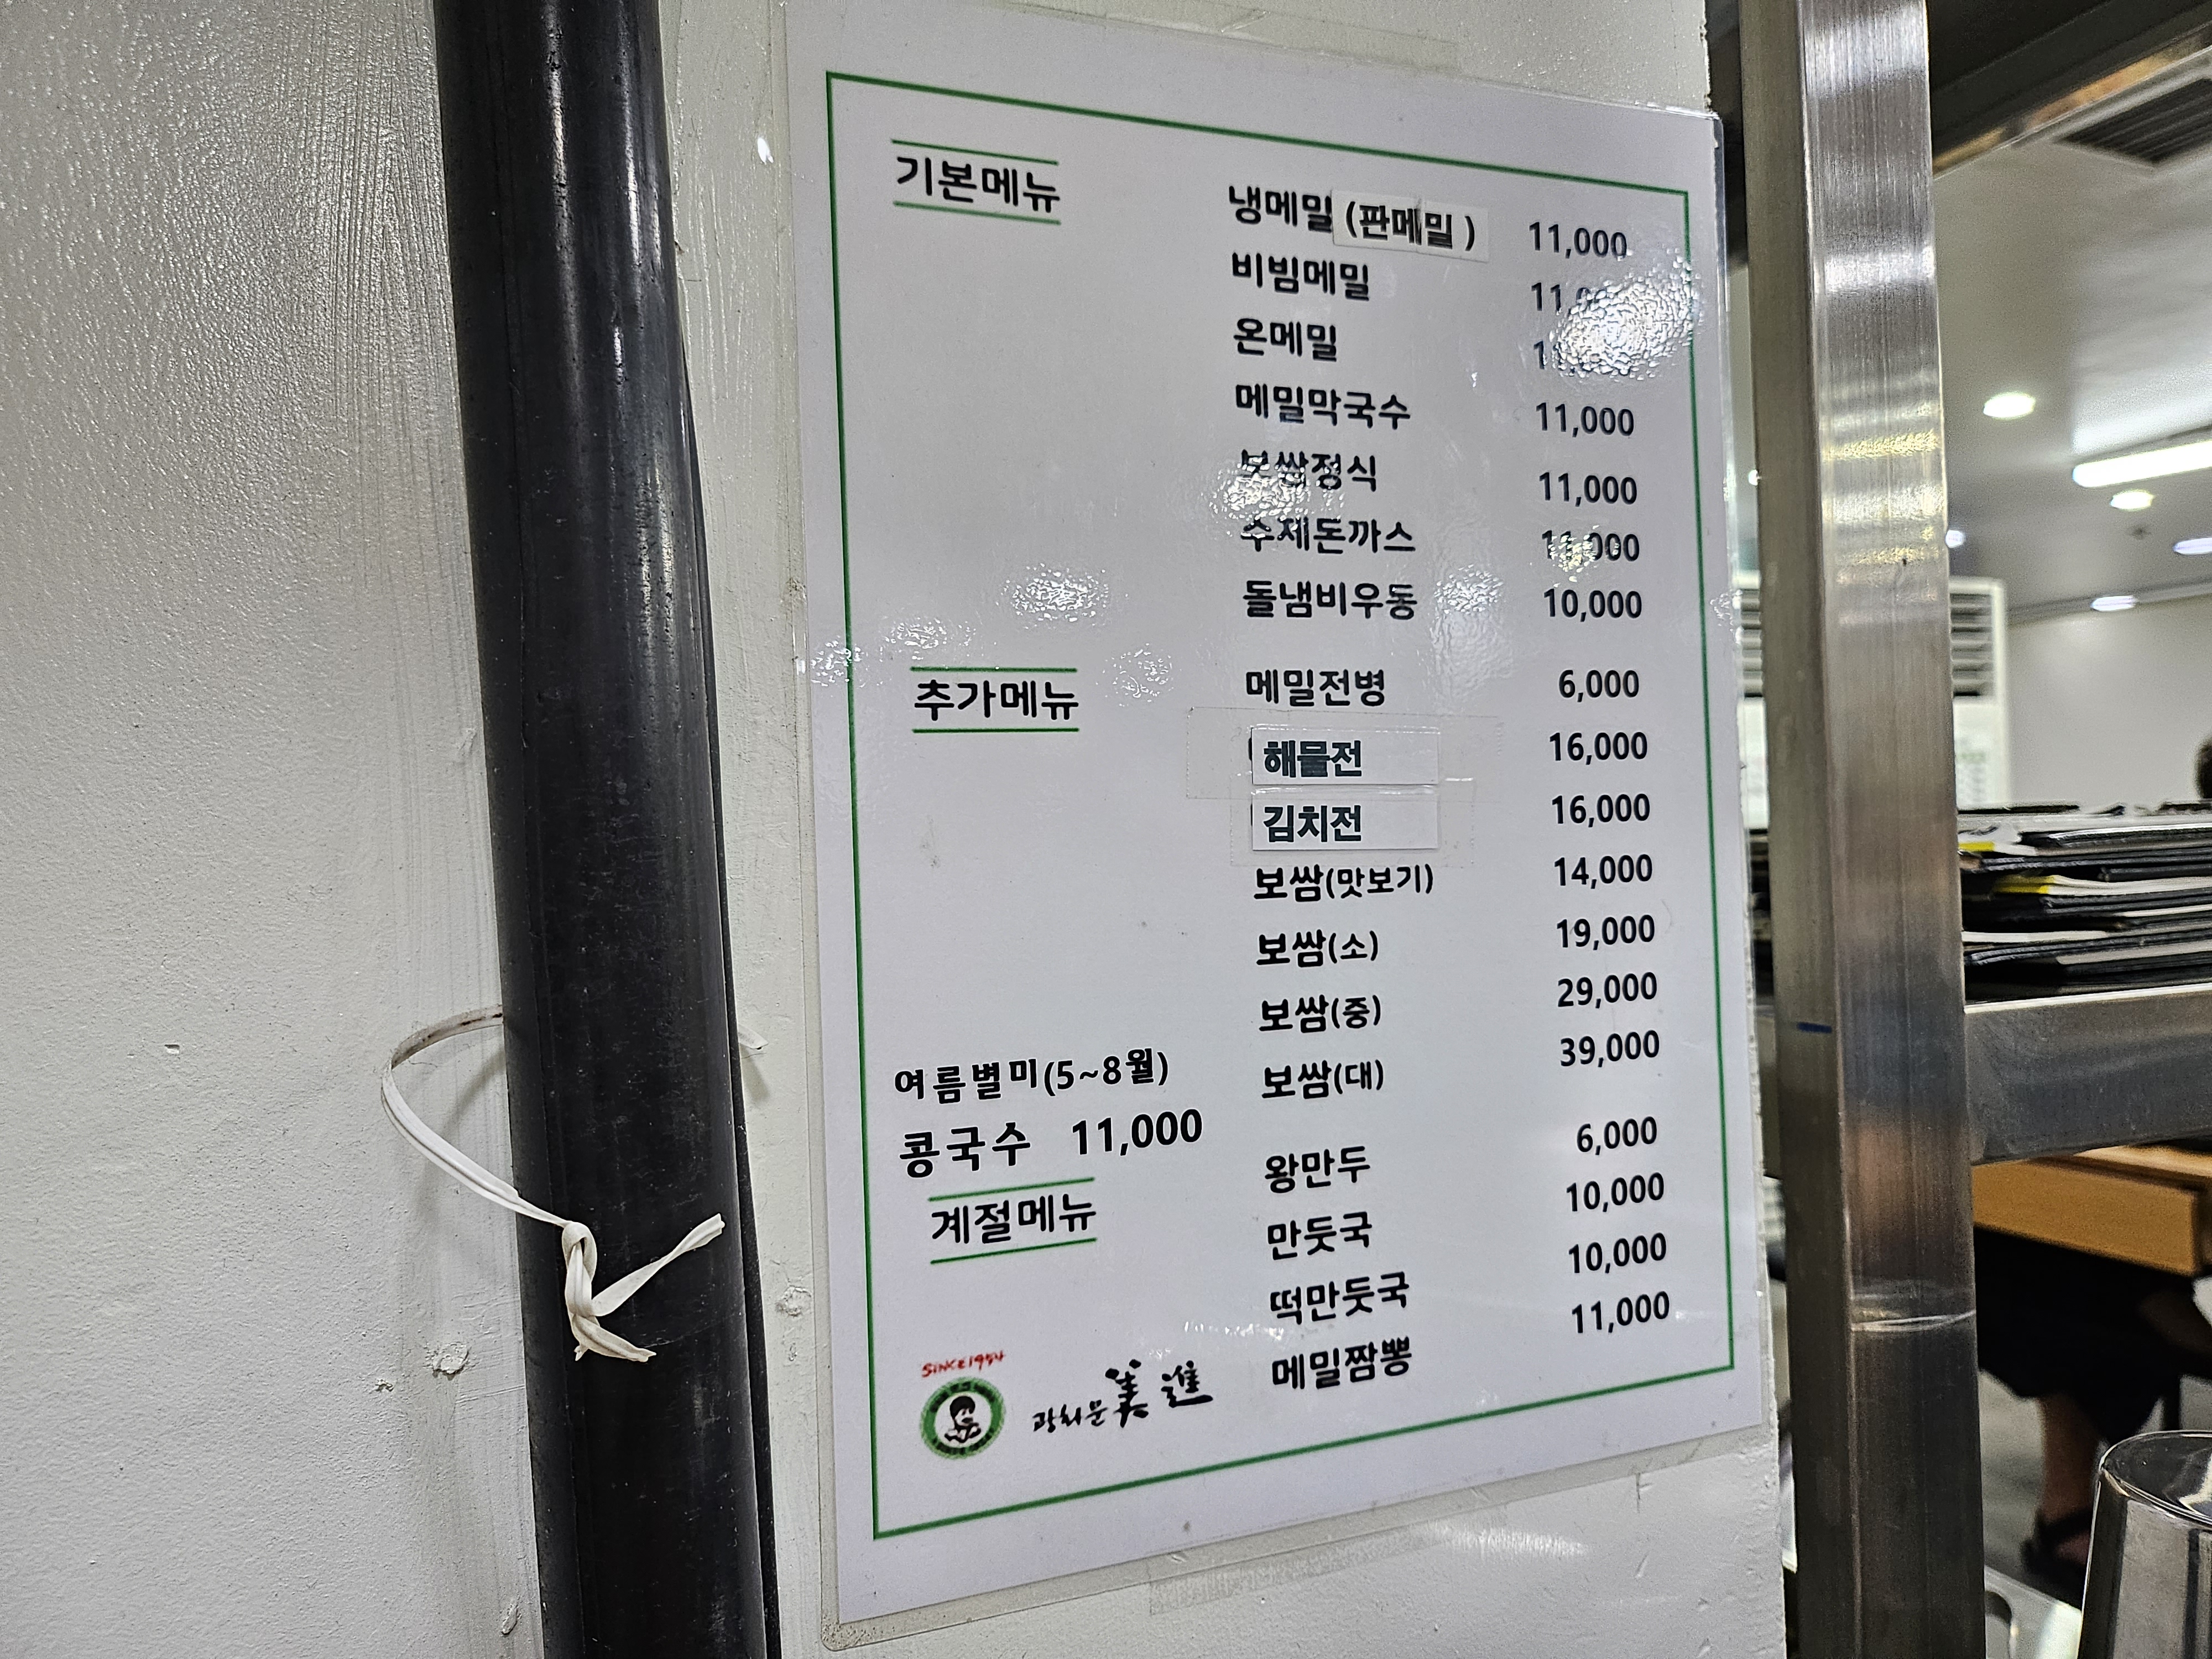 기본메뉴
냉메밀 (판메밀) 11,000
비빔메밀
온메밀
메밀막국수 11,000
보쌈정식 11,000
수제돈까스 11,000
돌냄비우동 10,000
추가메뉴
메밀전병 6,000
해물전 16,000
김치전 16,000
보쌈(맛보기) 14,000
보쌈(소) 19,000
보쌈(중) 29,000
보쌈(대) 39,000
여름별미(5~8월)
콩국수 11,000
계절메뉴
왕만두 6,000
만둣국 10,000
떡만둣국 10,000
메밀짬뽕 11,000
SINCE1954
광화문 美進